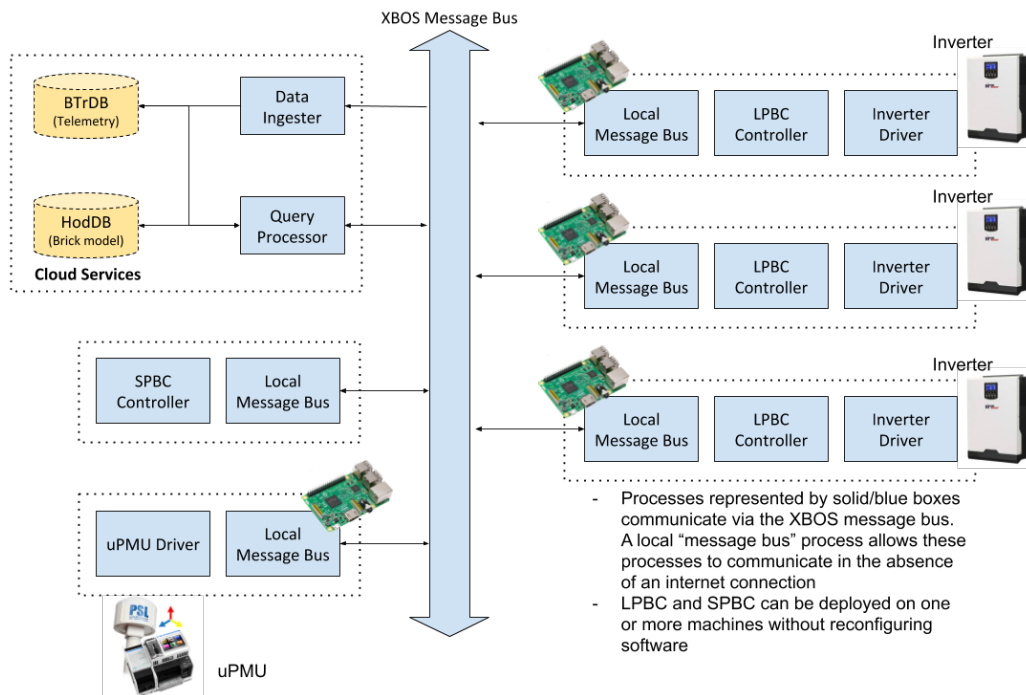 XBOS Message Bus
BTrDB
(Telemetry)
Data
Ingester
HodDB
(Brick model)
Query
Processor
Cloud Services
SPBC
Controller
Local
Message Bus
uPMU Driver
Local
Message Bus
PSL
uPMU
Inverter
Local
Message Bus
LPBC
Controller
Inverter
Driver
Inverter
Local
Message Bus
LPBC
Controller
Inverter
Driver
Inverter
Local
Message Bus
LPBC
Controller
Inverter
Driver
- Processes represented by solid/blue boxes
communicate via the XBOS message bus.
A local “message bus” process allows these
processes to communicate in the absence
of an internet connection
- LPBC and SPBC can be deployed on one
or more machines without reconfiguring
software